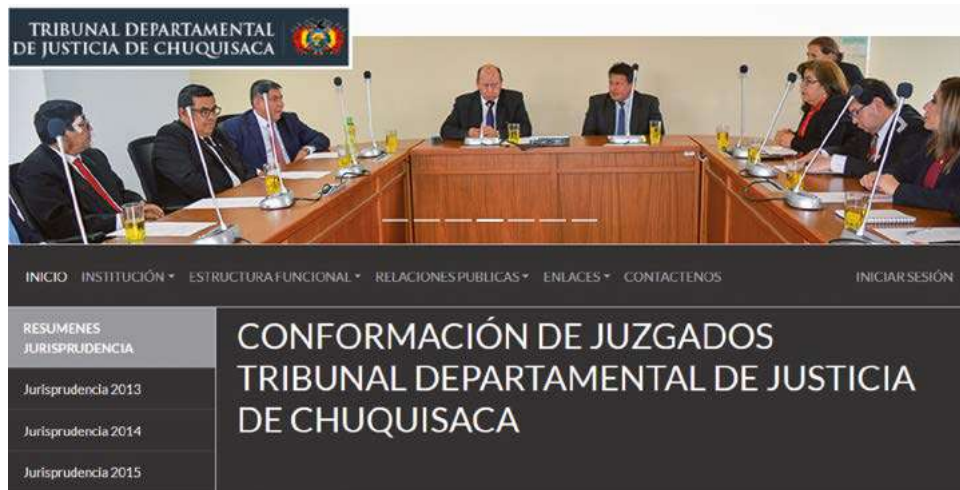 TRIBUNAL DEPARTAMENTAL
DE JUSTICIA DE CHUQUISACA
INICIO INSTITUCIÓN ESTRUCTURA FUNCIONAL RELACIONES PUBLICAS ENLACES CONTACTENOS INICIAR SESIÓN
RESUMENES
JURISPRUDENCIA
Jurisprudencia 2013
Jurisprudencia 2014
Jurisprudencia 2015
CONFORMACIÓN DE JUZGADOS
TRIBUNAL DEPARTAMENTAL DE JUSTICIA
DE CHUQUISACA